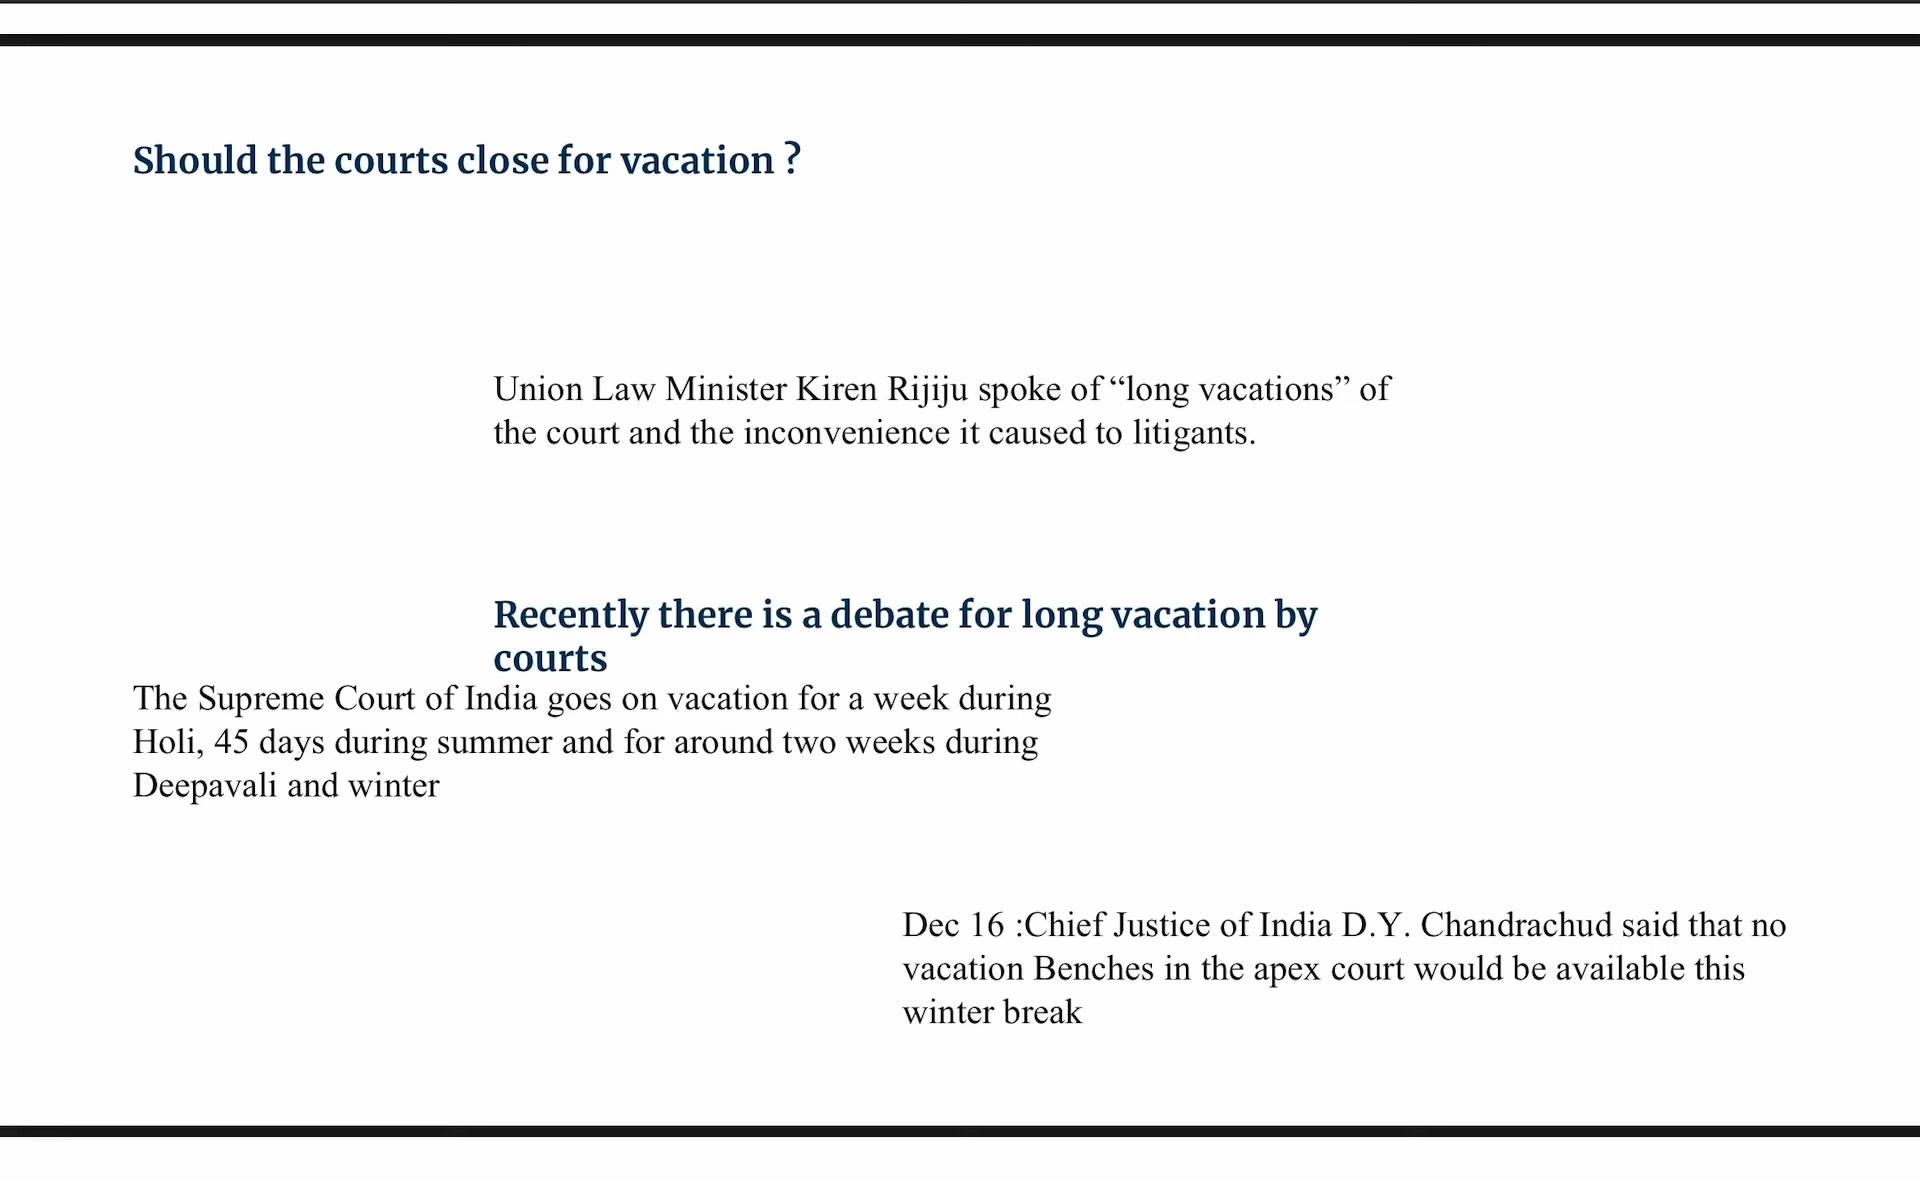 Should the courts close for vacation ?
Union Law Minister Kiren Rijiju spoke of “long vacations” of
the court and the inconvenience it caused to litigants.
Recently there is a debate for long vacation by
courts
The Supreme Court of India goes on vacation for a week during
Holi, 45 days during summer and for around two weeks during
Deepavali and winter
Dec 16 :Chief Justice of India D.Y. Chandrachud said that no
vacation Benches in the apex court would be available this
winter break